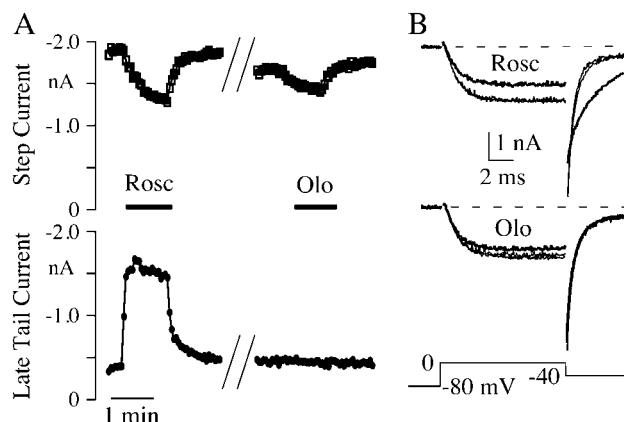 A
Step Current
-2.0
nA
-1.0
0
Rosc
Olo
Late Tail Current
-2.0
nA
-1.0
0
1 min
B
Rosc
1 nA
2 ms
Olo
0
-80 mV
-40